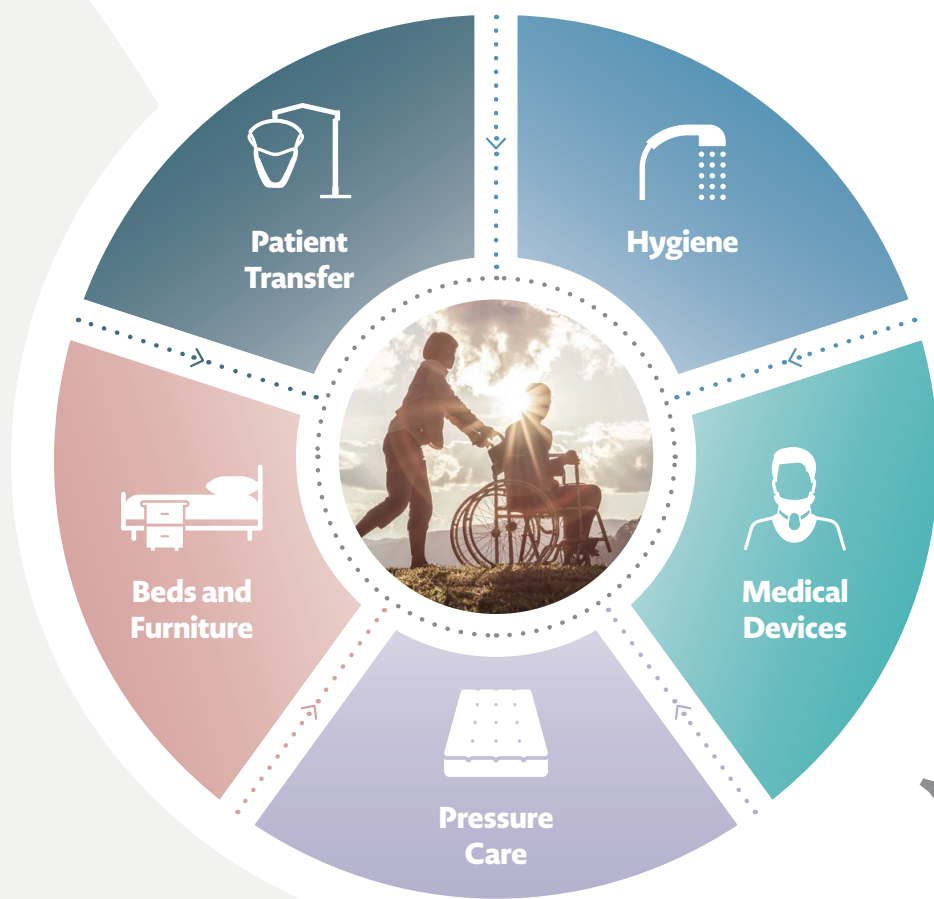 Patient
Transfer
Hygiene
Beds and
Furniture
Medical
Devices
Pressure
Care